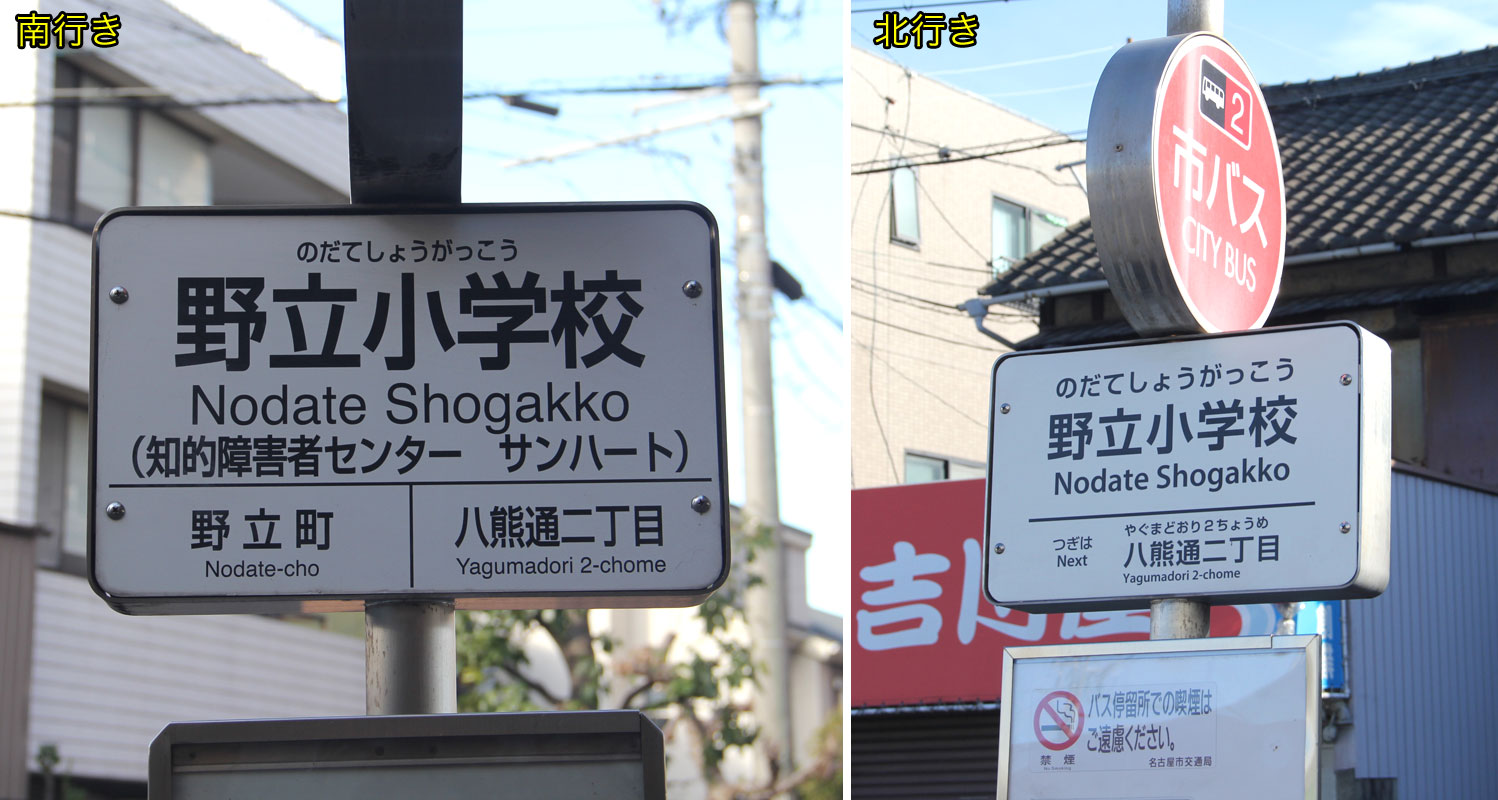 南行き
のだてしょうがっこう
野立小学校
Nodate Shogakko
（知的障害者センター　サンハート）
野立町
Nodate-cho
八熊通二丁目
Yagumadori 2-chome
北行き
2
市バス
CITY BUS
のだてしょうがっこう
野立小学校
Nodate Shogakko
つぎは
Next
やぐまどおり2ちょうめ
八熊通二丁目
Yagumadori 2-chome
バス停留所での喫煙は
ご遠慮ください。
禁煙
No Smoking
名古屋市交通局